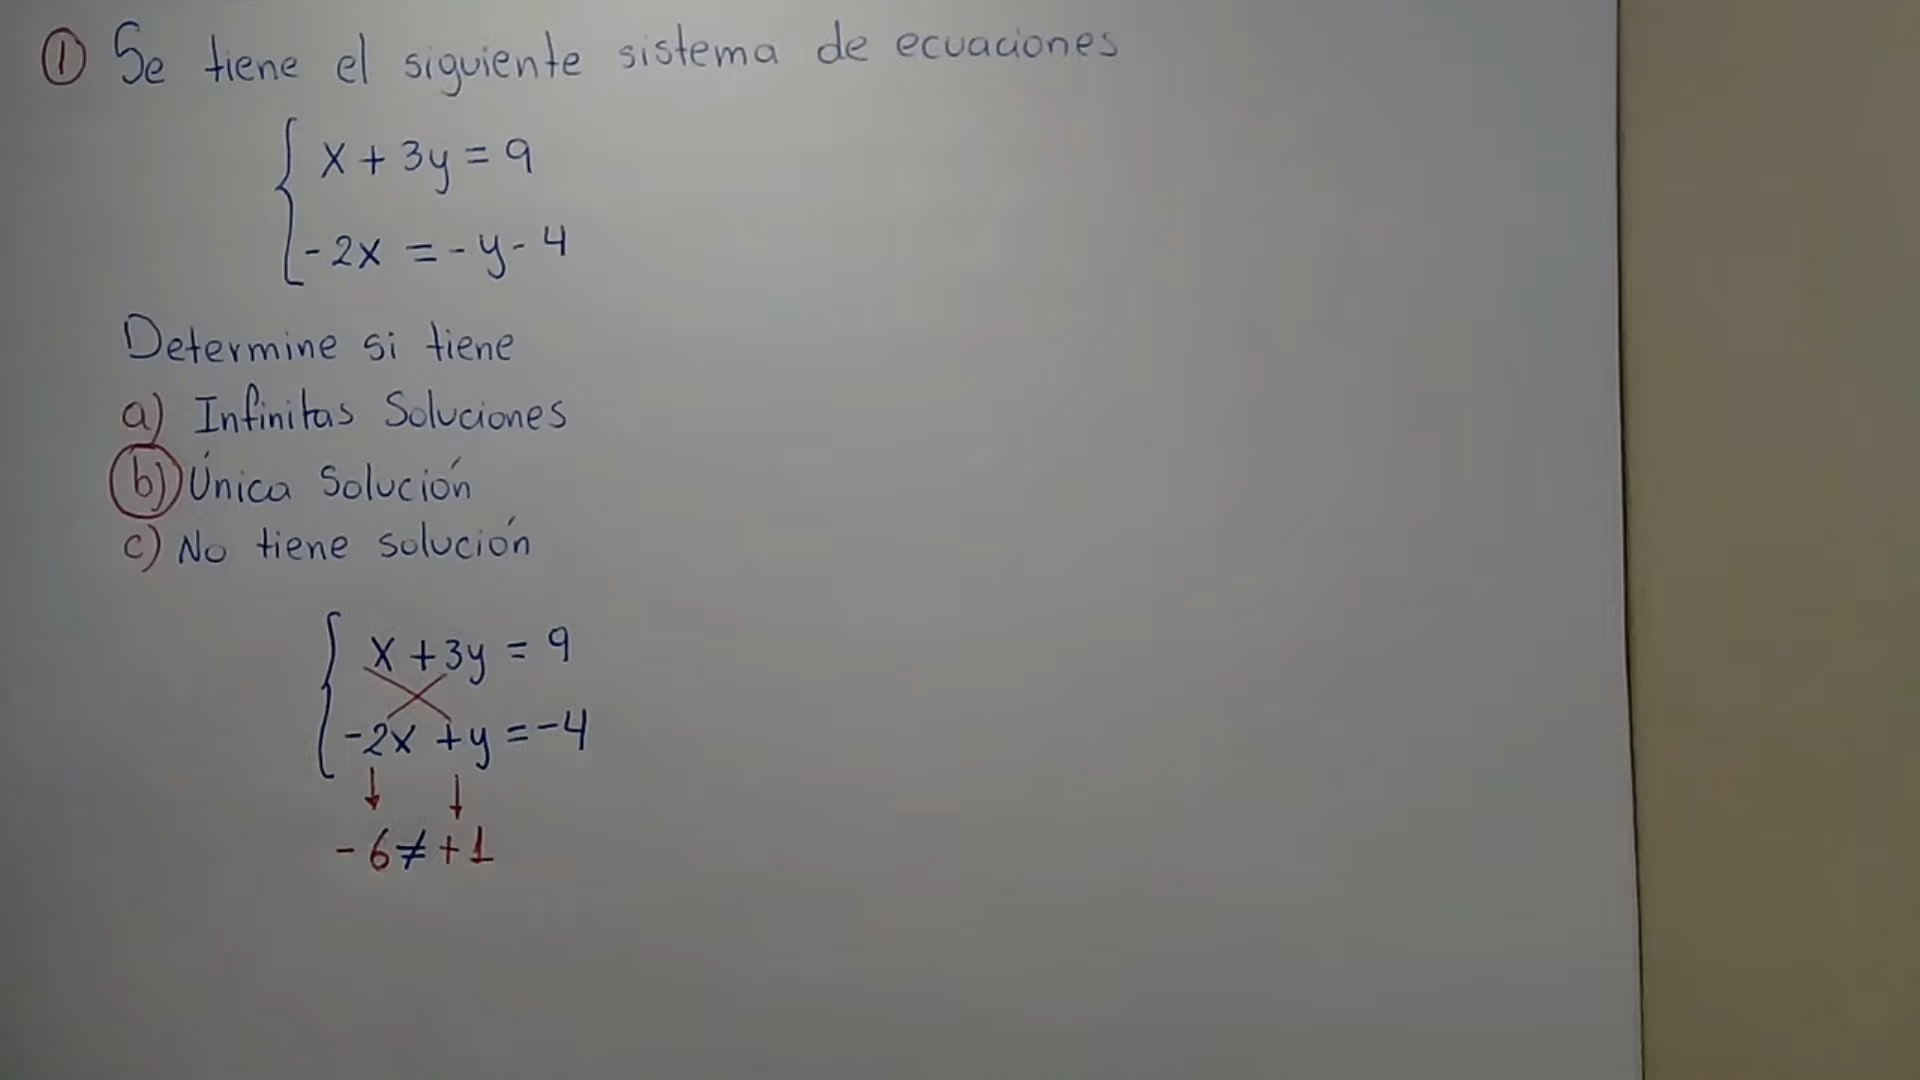 ① Se tiene el siguiente sistema de ecuaciones
x + 3y = 9
-2x = -y - 4
Determine si tiene
a) Infinitas Soluciones
b) Única Solución
c) No tiene solución
x + 3y = 9
-2x + y = -4
↓ ↓
-6 ≠ +1